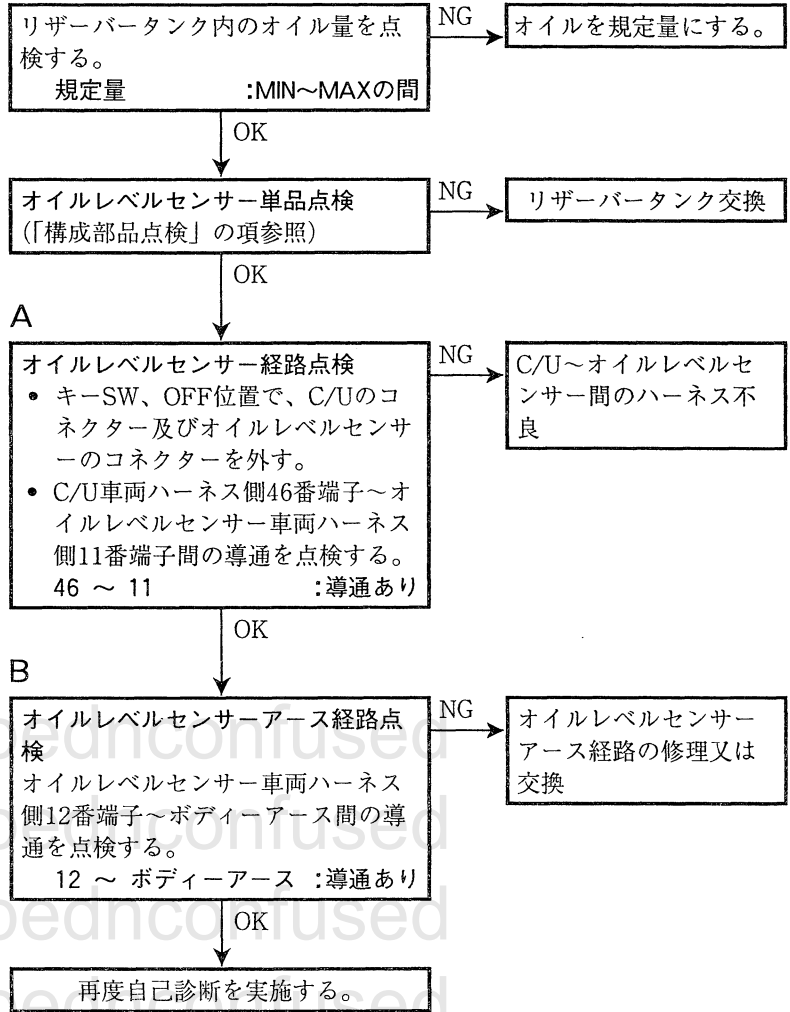 リザーバータンク内のオイル量を点
検する。
規定量 :MIN～MAXの間
NG
オイルを規定量にする。
OK
オイルレベルセンサー単品点検
(「構成部品点検」の項参照)
NG
リザーバータンク交換
OK
A
オイルレベルセンサー経路点検
• キーSW、OFF位置で、C/Uのコ
ネクター及びオイルレベルセンサ
ーのコネクターを外す。
• C/U車両ハーネス側46番端子～オ
イルレベルセンサー車両ハーネス
側11番端子間の導通を点検する。
46 ～ 11 :導通あり
NG
C/U～オイルレベルセ
ンサー間のハーネス不
良
OK
B
オイルレベルセンサーアース経路点
検
オイルレベルセンサー車両ハーネス
側12番端子～ボディーアース間の導
通を点検する。
12 ～ ボディーアース :導通あり
NG
オイルレベルセンサー
アース経路の修理又は
交換
OK
再度自己診断を実施する。
bednconfused
bednconfused
bednconfused
bednconfused